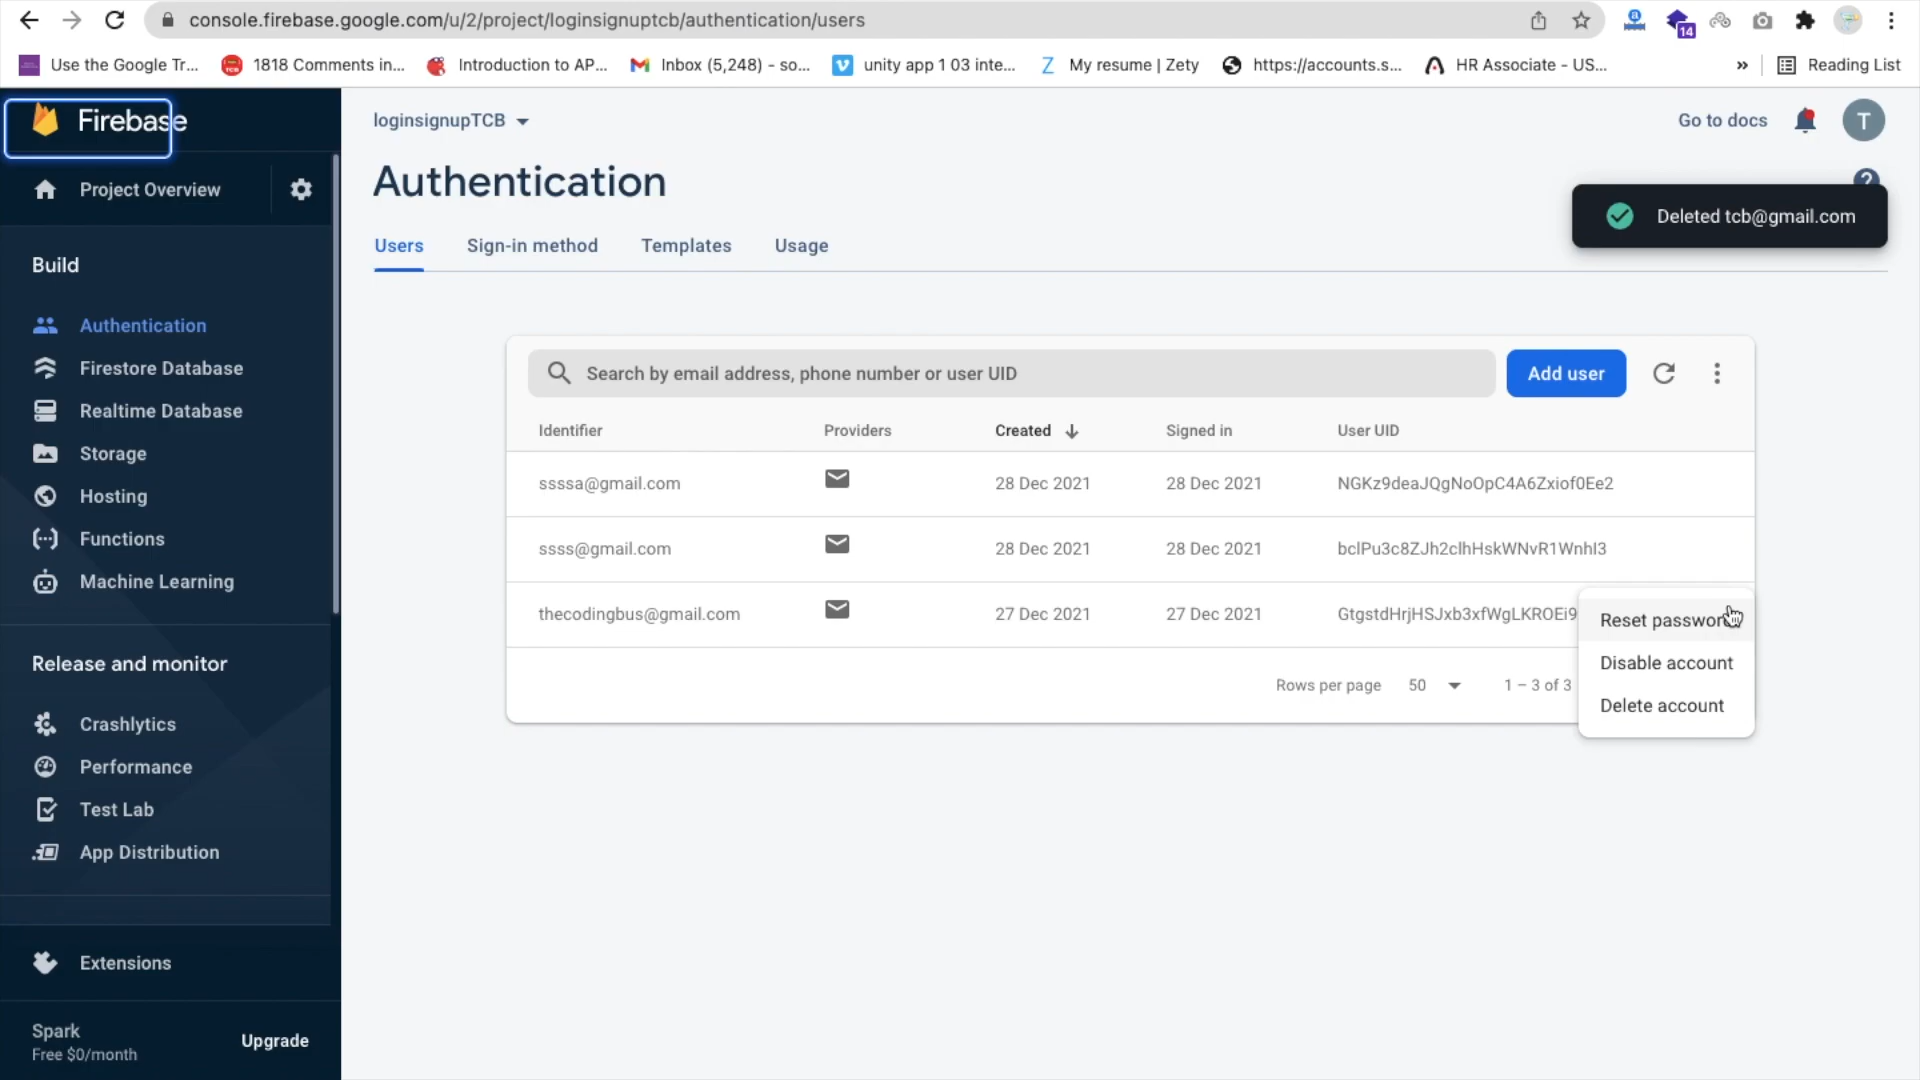 console.firebase.google.com/u/2/project/loginsignuptcb/authentication/users
14
Use the Google Tr...
1818 Comments in...
Introduction to AP...
Inbox (5,248) - so...
unity app 1 03 inte...
My resume | Zety
https://accounts.s...
HR Associate - US...
»
Reading List
Firebase
loginsignupTCB
Go to docs
T
Project Overview
Authentication
Deleted tcb@gmail.com
Users
Sign-in method
Templates
Usage
Build
Authentication
Firestore Database
Realtime Database
Storage
Hosting
Functions
Machine Learning
Release and monitor
Crashlytics
Performance
Test Lab
App Distribution
Extensions
Spark
Free $0/month
Upgrade
Search by email address, phone number or user UID
Add user
Identifier Providers Created Signed in User UID
ssssa@gmail.com 28 Dec 2021 28 Dec 2021 NGKz9deaJQgNoOpC4A6Zxiof0Ee2
ssss@gmail.com 28 Dec 2021 28 Dec 2021
thecodingbus@gmail.com 27 Dec 2021 27 Dec 2021 GtgstdHrjHSJxb3xfWgLKROEi9
Reset password
Disable account
Delete account
Rows per page 50 1 – 3 of 3